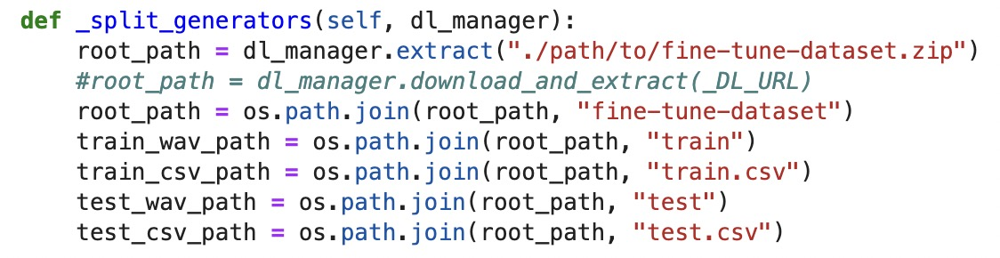 def _split_generators(self, dl_manager):
    root_path = dl_manager.extract("./path/to/fine-tune-dataset.zip")
    #root_path = dl_manager.download_and_extract(_DL_URL)
    root_path = os.path.join(root_path, "fine-tune-dataset")
    train_wav_path = os.path.join(root_path, "train")
    train_csv_path = os.path.join(root_path, "train.csv")
    test_wav_path = os.path.join(root_path, "test")
    test_csv_path = os.path.join(root_path, "test.csv")